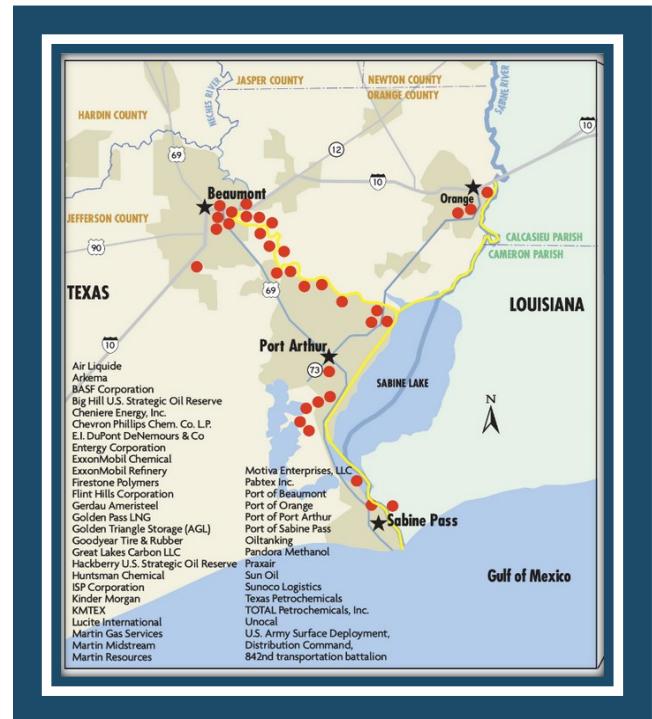 JASPER COUNTY
NEWTON COUNTY
ORANGE COUNTY
NECHES RIVER
SABINE RIVER
HARDIN COUNTY
10
69
12
10
Beaumont
Orange
JEFFERSON COUNTY
90
CALCASIEU PARISH
CAMERON PARISH
TEXAS
69
LOUISIANA
10
Port Arthur
73
SABINE LAKE
N
Air Liquide
Arkema
BASF Corporation
Big Hill U.S. Strategic Oil Reserve
Cheniere Energy, Inc.
Chevron Phillips Chem. Co. L.P.
E.I. DuPont DeNemours & Co
Entergy Corporation
ExxonMobil Chemical
ExxonMobil Refinery
Firestone Polymers
Flint Hills Corporation
Gerdau Ameristeel
Golden Pass LNG
Golden Triangle Storage (AGL)
Goodyear Tire & Rubber
Great Lakes Carbon LLC
Hackberry U.S. Strategic Oil Reserve
Huntsman Chemical
ISP Corporation
Kinder Morgan
KMTEX
Lucite International
Martin Gas Services
Martin Midstream
Martin Resources
Motiva Enterprises, LLC
Pabtex Inc.
Port of Beaumont
Port of Orange
Port of Port Arthur
Port of Sabine Pass
Oiltanking
Pandora Methanol
Praxair
Sun Oil
Sunoco Logistics
Texas Petrochemicals
TOTAL Petrochemicals, Inc.
Unocal
U.S. Army Surface Deployment,
Distribution Command,
842nd transportation battalion
Sabine Pass
Gulf of Mexico